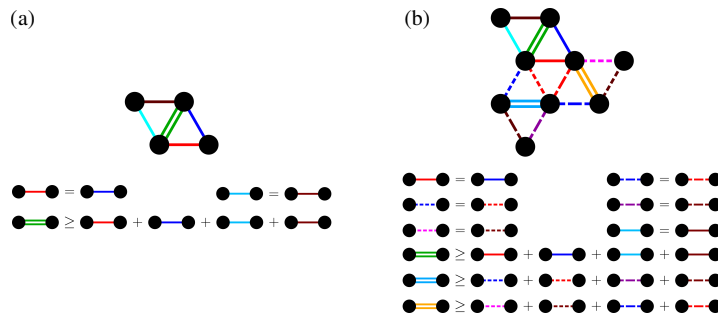 (a)
(b)
= =
≥ + + +
= =
= =
= =
≥ + + +
≥ + + +
≥ + + +